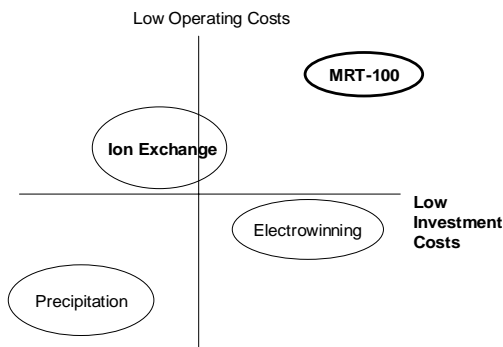 Low Operating Costs
MRT-100
Ion Exchange
Low
Investment
Costs
Electrowinning
Precipitation